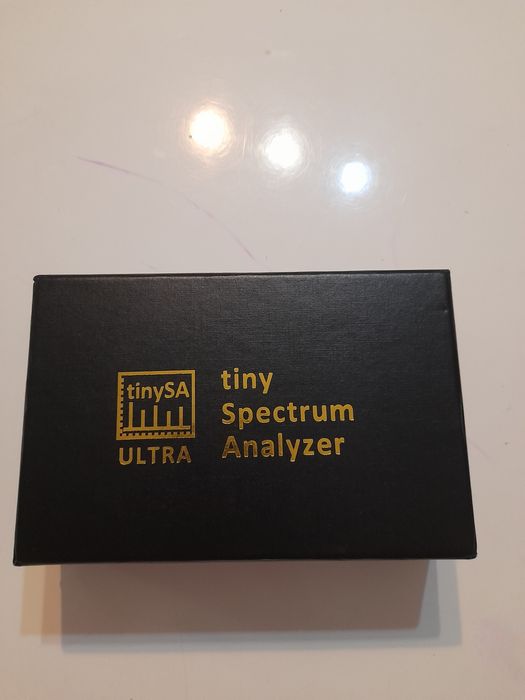 tinySA
ULTRA
tiny
Spectrum
Analyzer